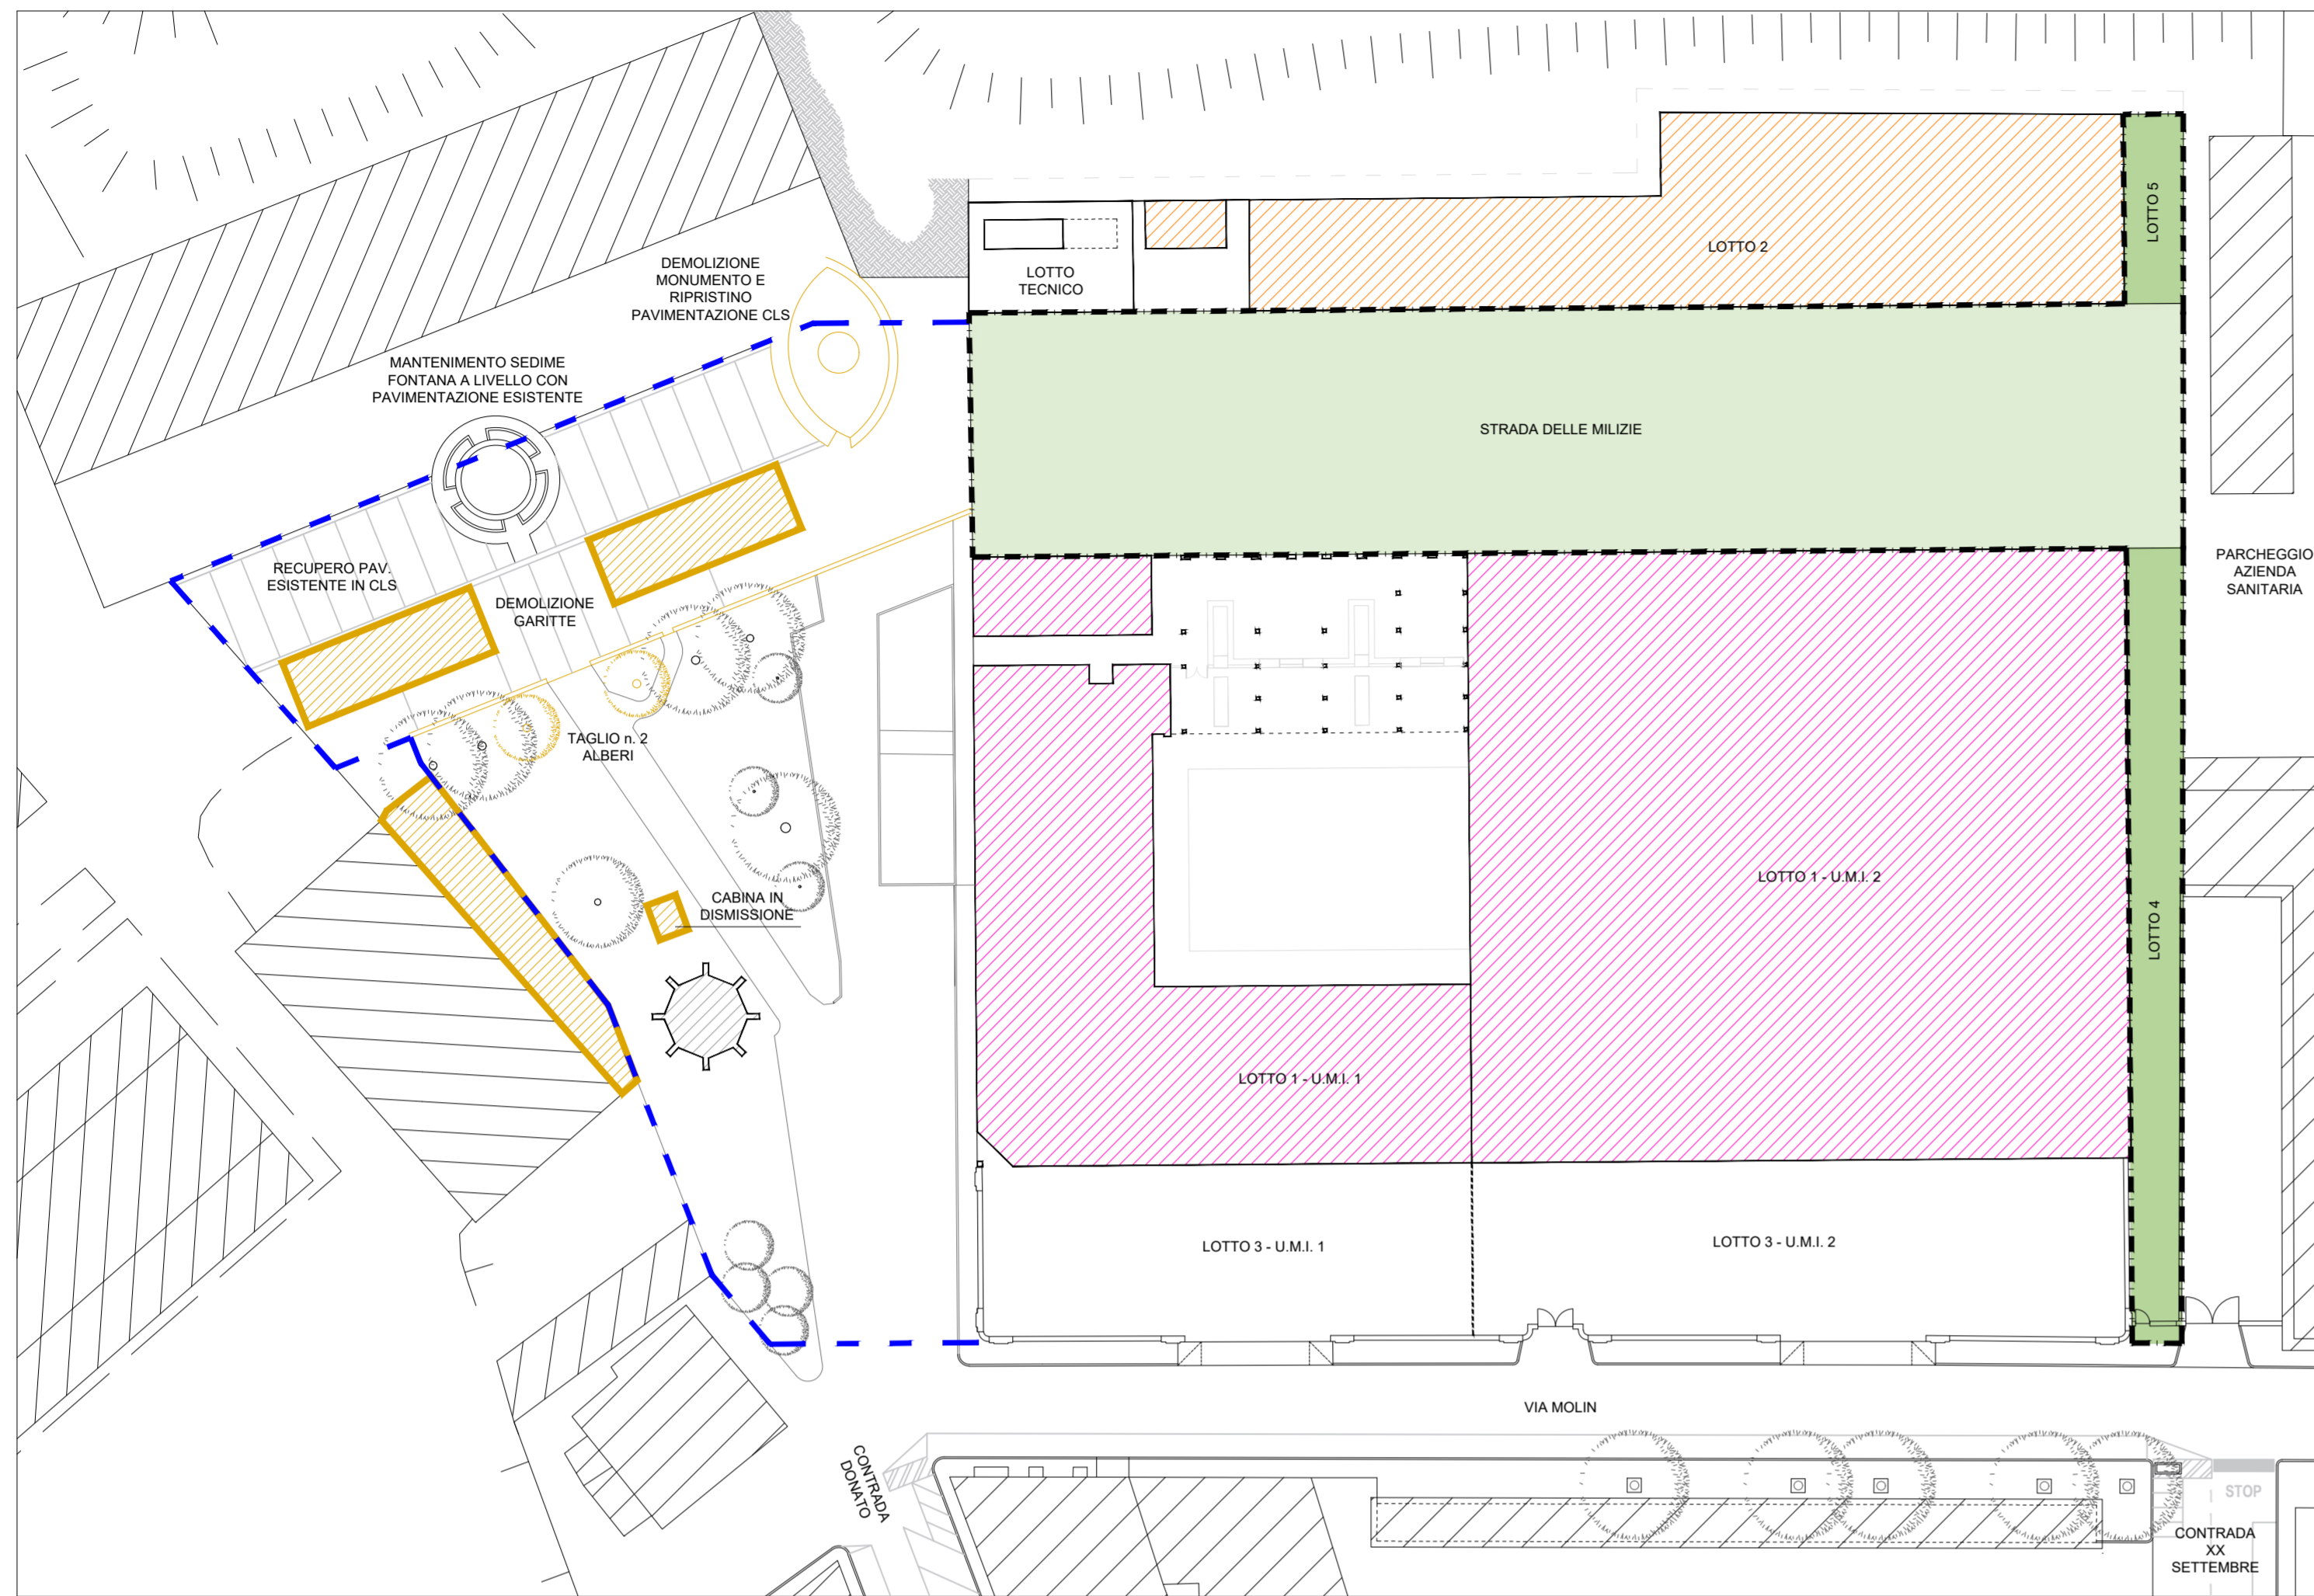 LOTTO 5
LOTTO 2
DEMOLIZIONE
MONUMENTO E
RIPRISTINO
PAVIMENTAZIONE CLS
LOTTO
TECNICO
MANTENIMENTO SEDIME
FONTANA A LIVELLO CON
PAVIMENTAZIONE ESISTENTE
STRADA DELLE MILIZIE
RECUPERO PAV.
ESISTENTE IN CLS
DEMOLIZIONE
GARITTE
PARCHEGGIO
AZIENDA
SANITARIA
TAGLIO n. 2
ALBERI
CABINA IN
DISMISSIONE
LOTTO 1 - U.M.I. 2
LOTTO 4
LOTTO 1 - U.M.I. 1
LOTTO 3 - U.M.I. 1
LOTTO 3 - U.M.I. 2
VIA MOLIN
CONTRADA
DONATO
STOP
CONTRADA
XX
SETTEMBRE